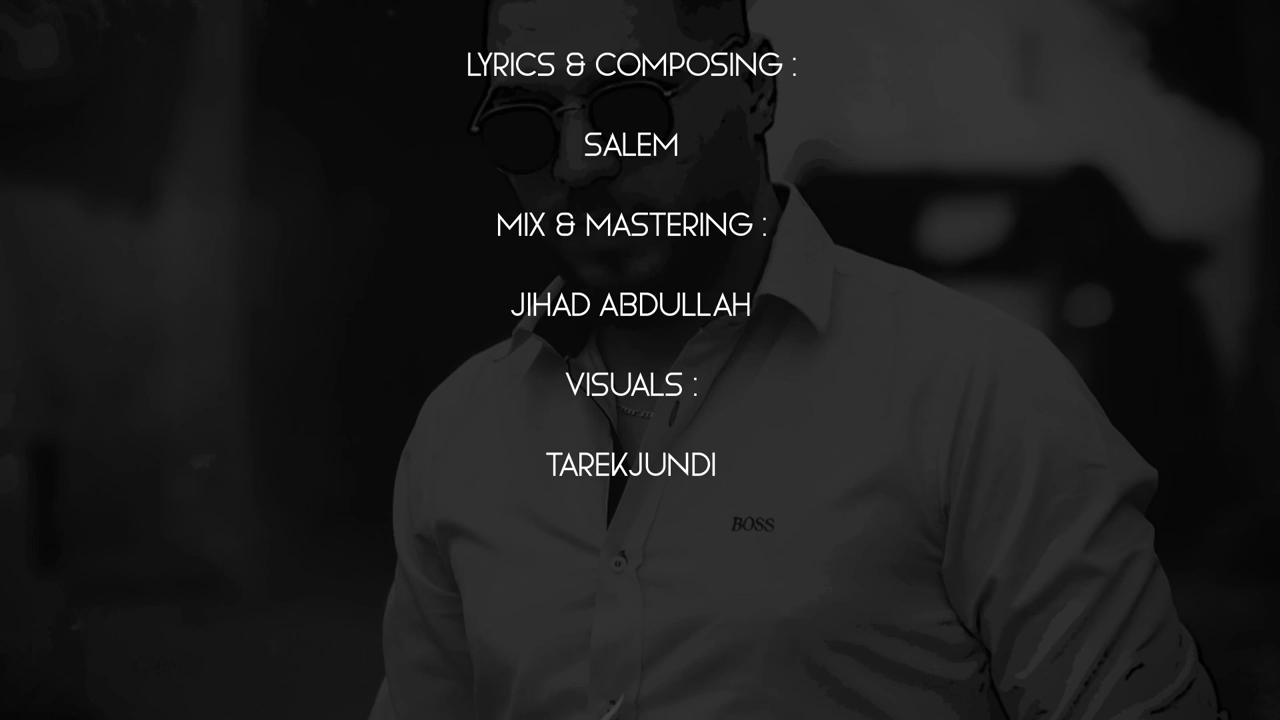 LYRICS & COMPOSING :
SALEM
MIX & MASTERING :
JIHAD ABDULLAH
VISUALS :
TAREKJUNDI
BOSS